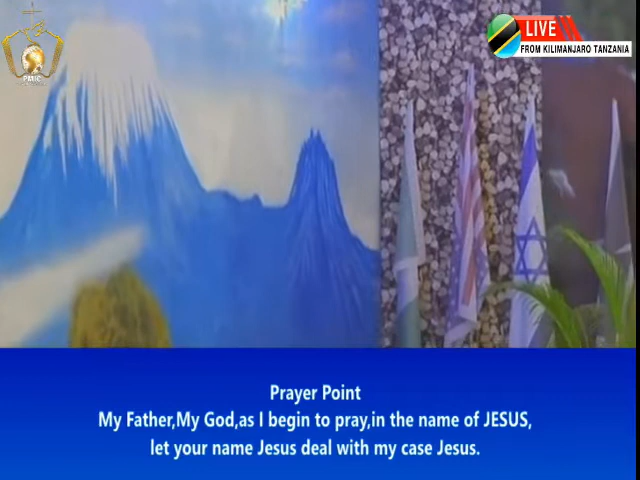 PMIC
LIVE
FROM KILIMANJARO TANZANIA
Prayer Point
My Father,My God,as I begin to pray,in the name of JESUS,
let your name Jesus deal with my case Jesus.